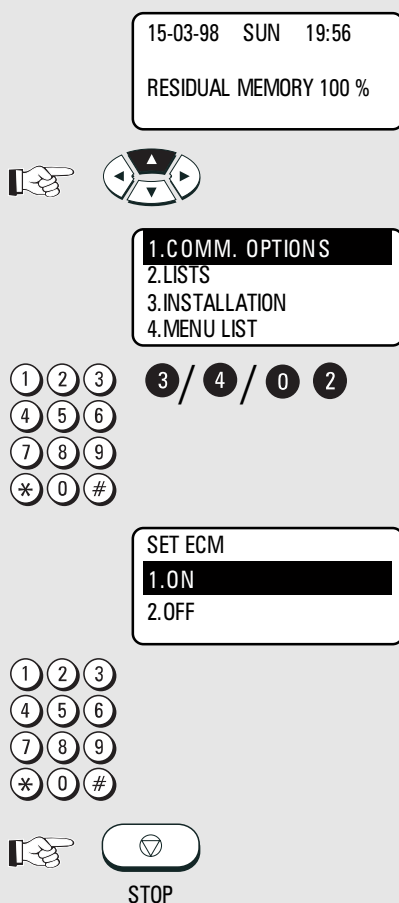 15-03-98 SUN 19:56
RESIDUAL MEMORY 100 %
1.COMM. OPTIONS
2.LISTS
3.INSTALLATION
4.MENU LIST
1 2 3 3 / 4 / 0 2
4 5 6
7 8 9
* 0 #
SET ECM
1.ON
2.OFF
1 2 3
4 5 6
7 8 9
* 0 #
STOP